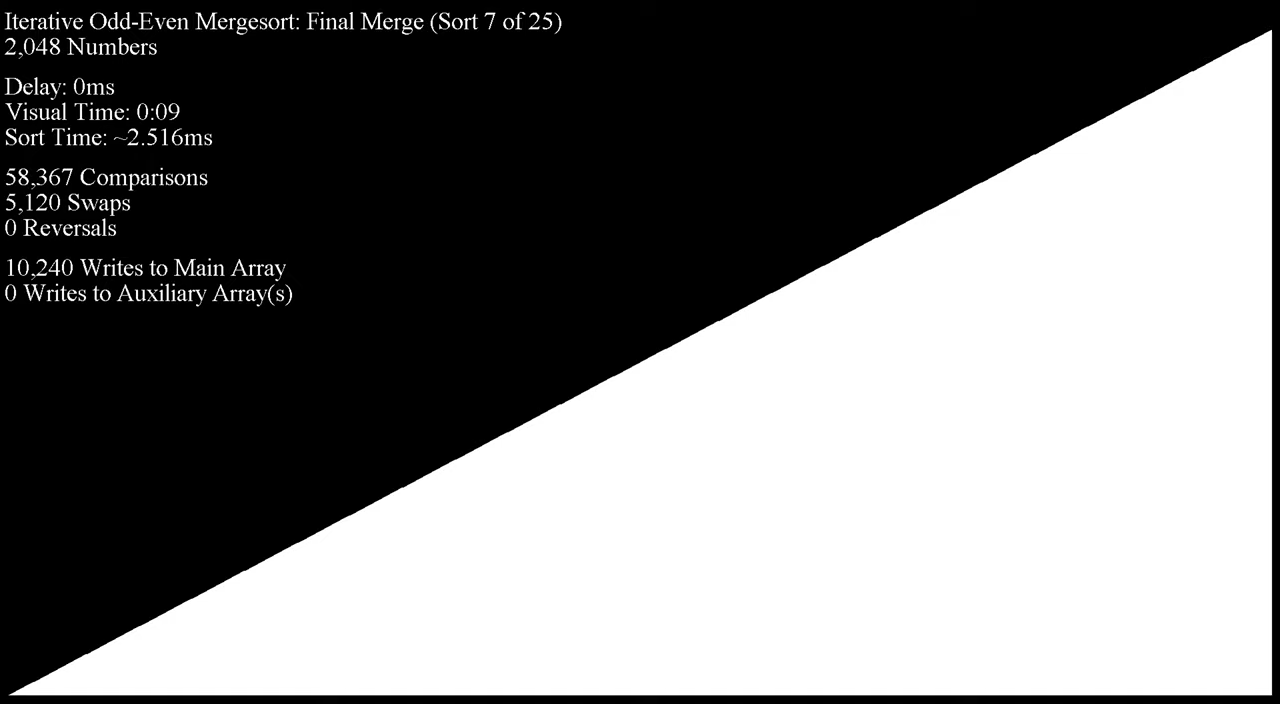 Iterative Odd-Even Mergesort: Final Merge (Sort 7 of 25)
2,048 Numbers
Delay: 0ms
Visual Time: 0:09
Sort Time: ~2.516ms
58,367 Comparisons
5,120 Swaps
0 Reversals
10,240 Writes to Main Array
0 Writes to Auxiliary Array(s)